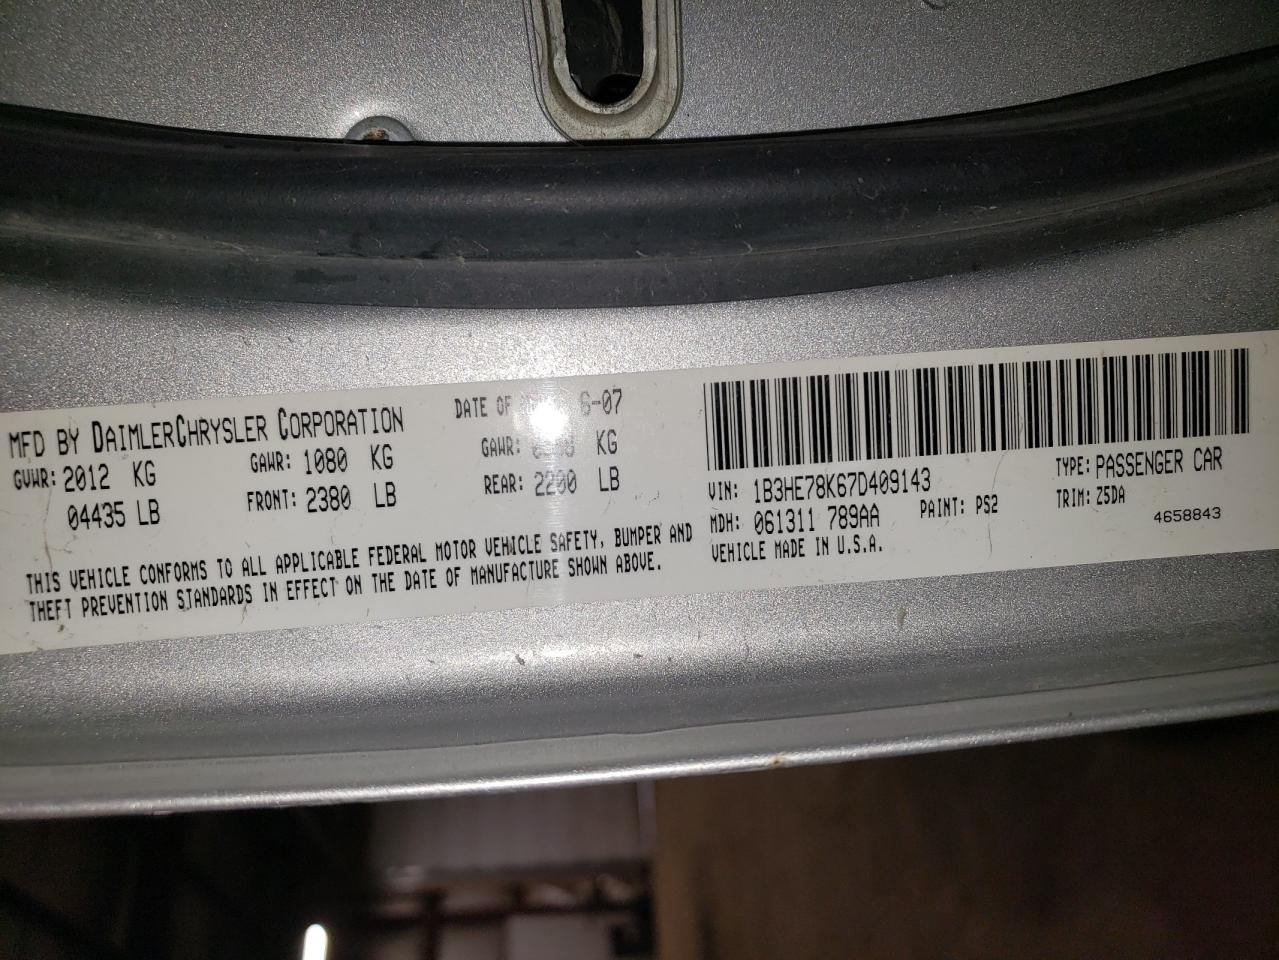 MFD BY DAIMLERCHRYSLER CORPORATION
DATE OF 6-07
GVWR: 2012 KG
04435 LB
GAWR: 1080 KG
FRONT: 2380 LB
GAWR: KG
REAR: 2200 LB
THIS VEHICLE CONFORMS TO ALL APPLICABLE FEDERAL MOTOR VEHICLE SAFETY, BUMPER AND
THEFT PREVENTION STANDARDS IN EFFECT ON THE DATE OF MANUFACTURE SHOWN ABOVE.
VIN: 1B3HE78K67D409143
TYPE: PASSENGER CAR
MDH: 061311 789AA
PAINT: PS2
TRIM: Z5DA
VEHICLE MADE IN U.S.A.
4658843